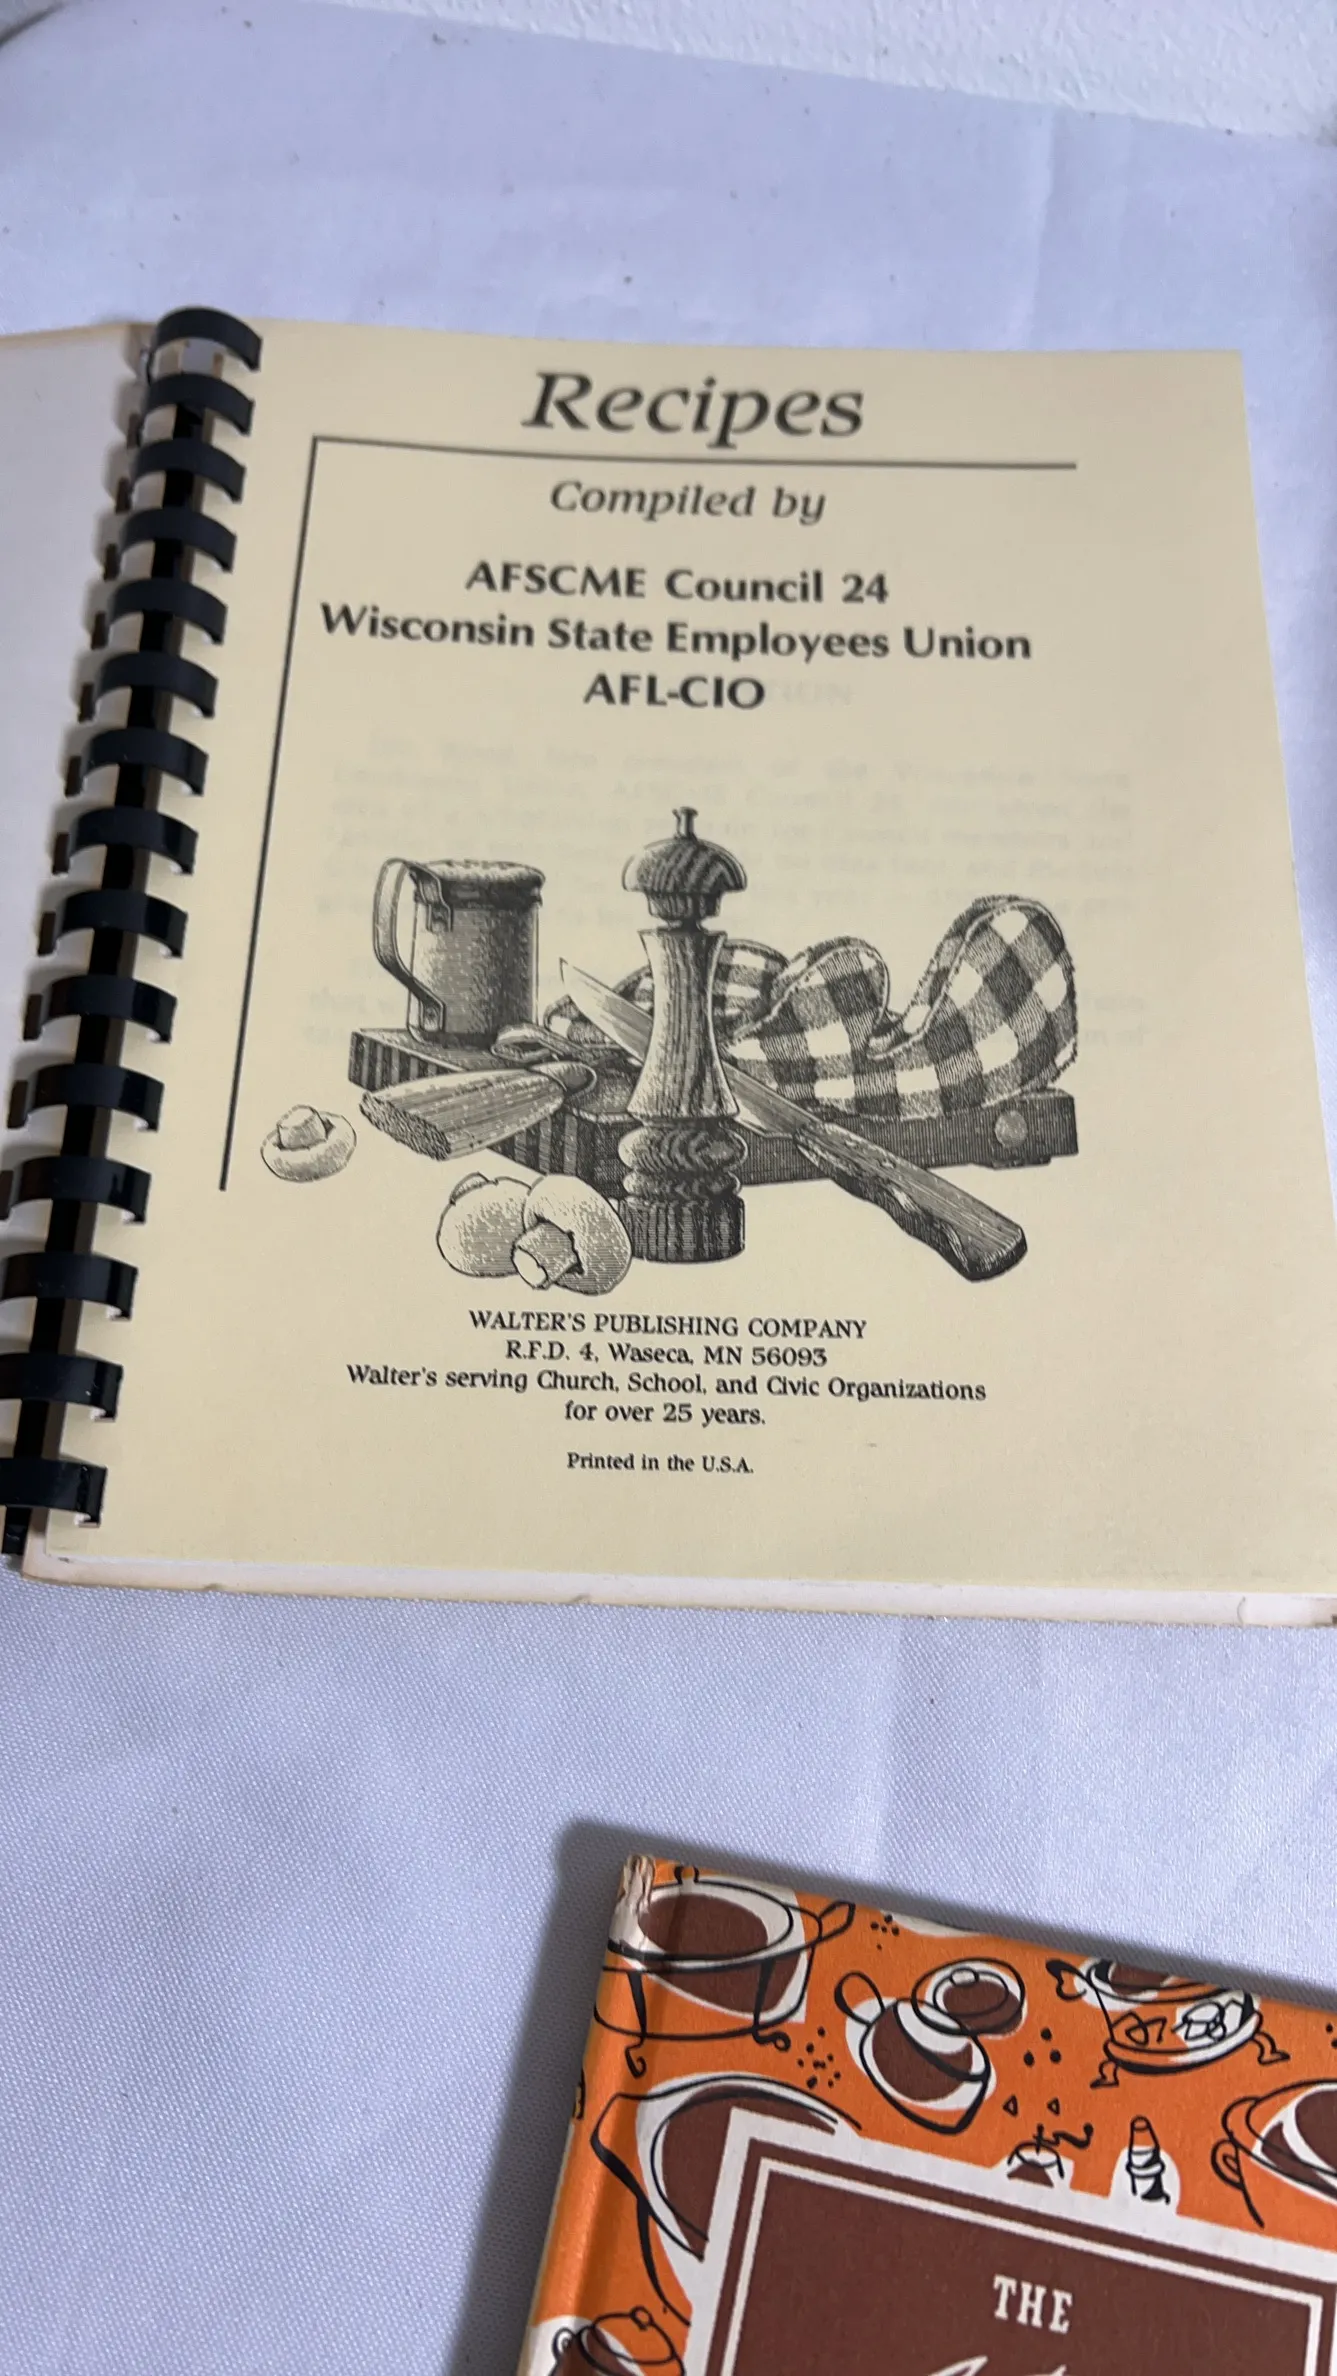 Recipes
Compiled by
AFSCME Council 24
Wisconsin State Employees Union
AFL-CIO
WALTER'S PUBLISHING COMPANY
R.F.D. 4, Waseca, MN 56093
Walter's serving Church, School, and Civic Organizations
for over 25 years.
Printed in the U.S.A.
THE